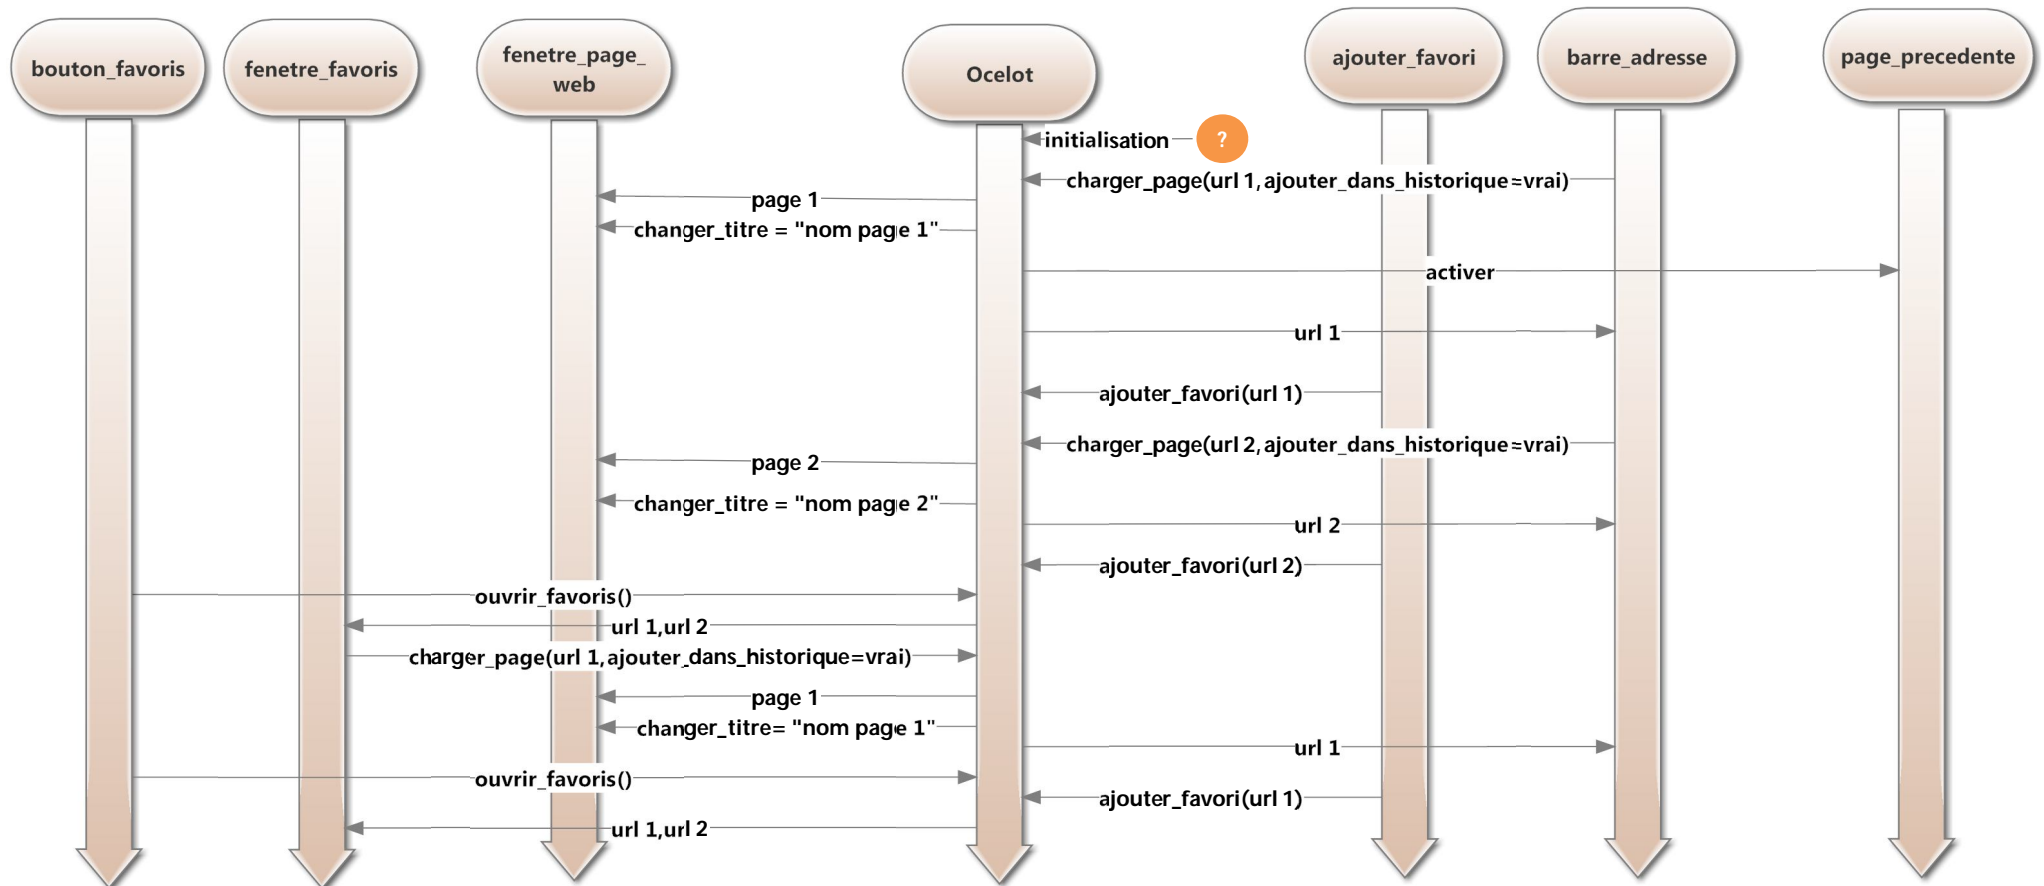 bouton_favoris
fenetre_favoris
fenetre_page_
web
Ocelot
ajouter_favori
barre_adresse
page_precedente
initialisation
?
charger_page(url 1,ajouter_dans_historique=vrai)
page 1
changer_titre = "nom page 1"
activer
url 1
ajouter_favori(url 1)
charger_page(url 2,ajouter_dans_historique=vrai)
page 2
changer_titre = "nom page 2"
url 2
ajouter_favori(url 2)
ouvrir_favoris()
url 1,url 2
charger_page(url 1,ajouter_dans_historique=vrai)
page 1
changer_titre= "nom page 1"
url 1
ouvrir_favoris()
ajouter_favori(url 1)
url 1,url 2